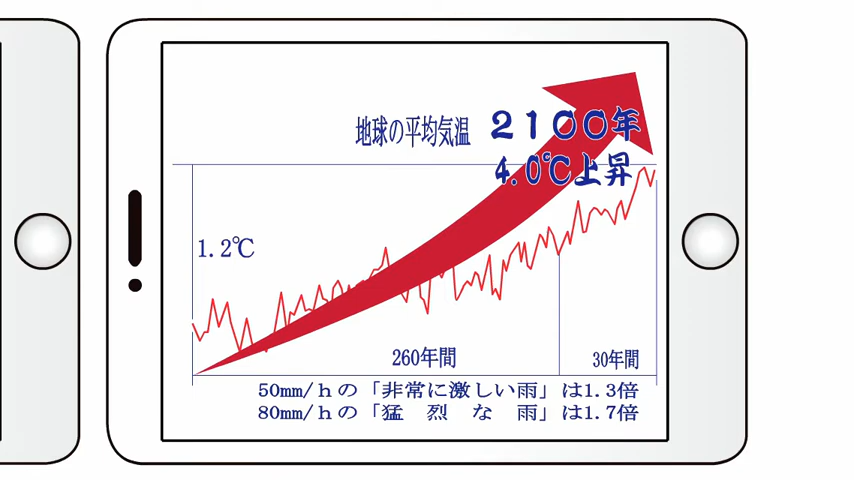 地球の平均気温 2100年
4.0℃上昇
1.2℃
260年間 30年間
50mm/hの「非常に激しい雨」は1.3倍
80mm/hの「猛烈な雨」は1.7倍